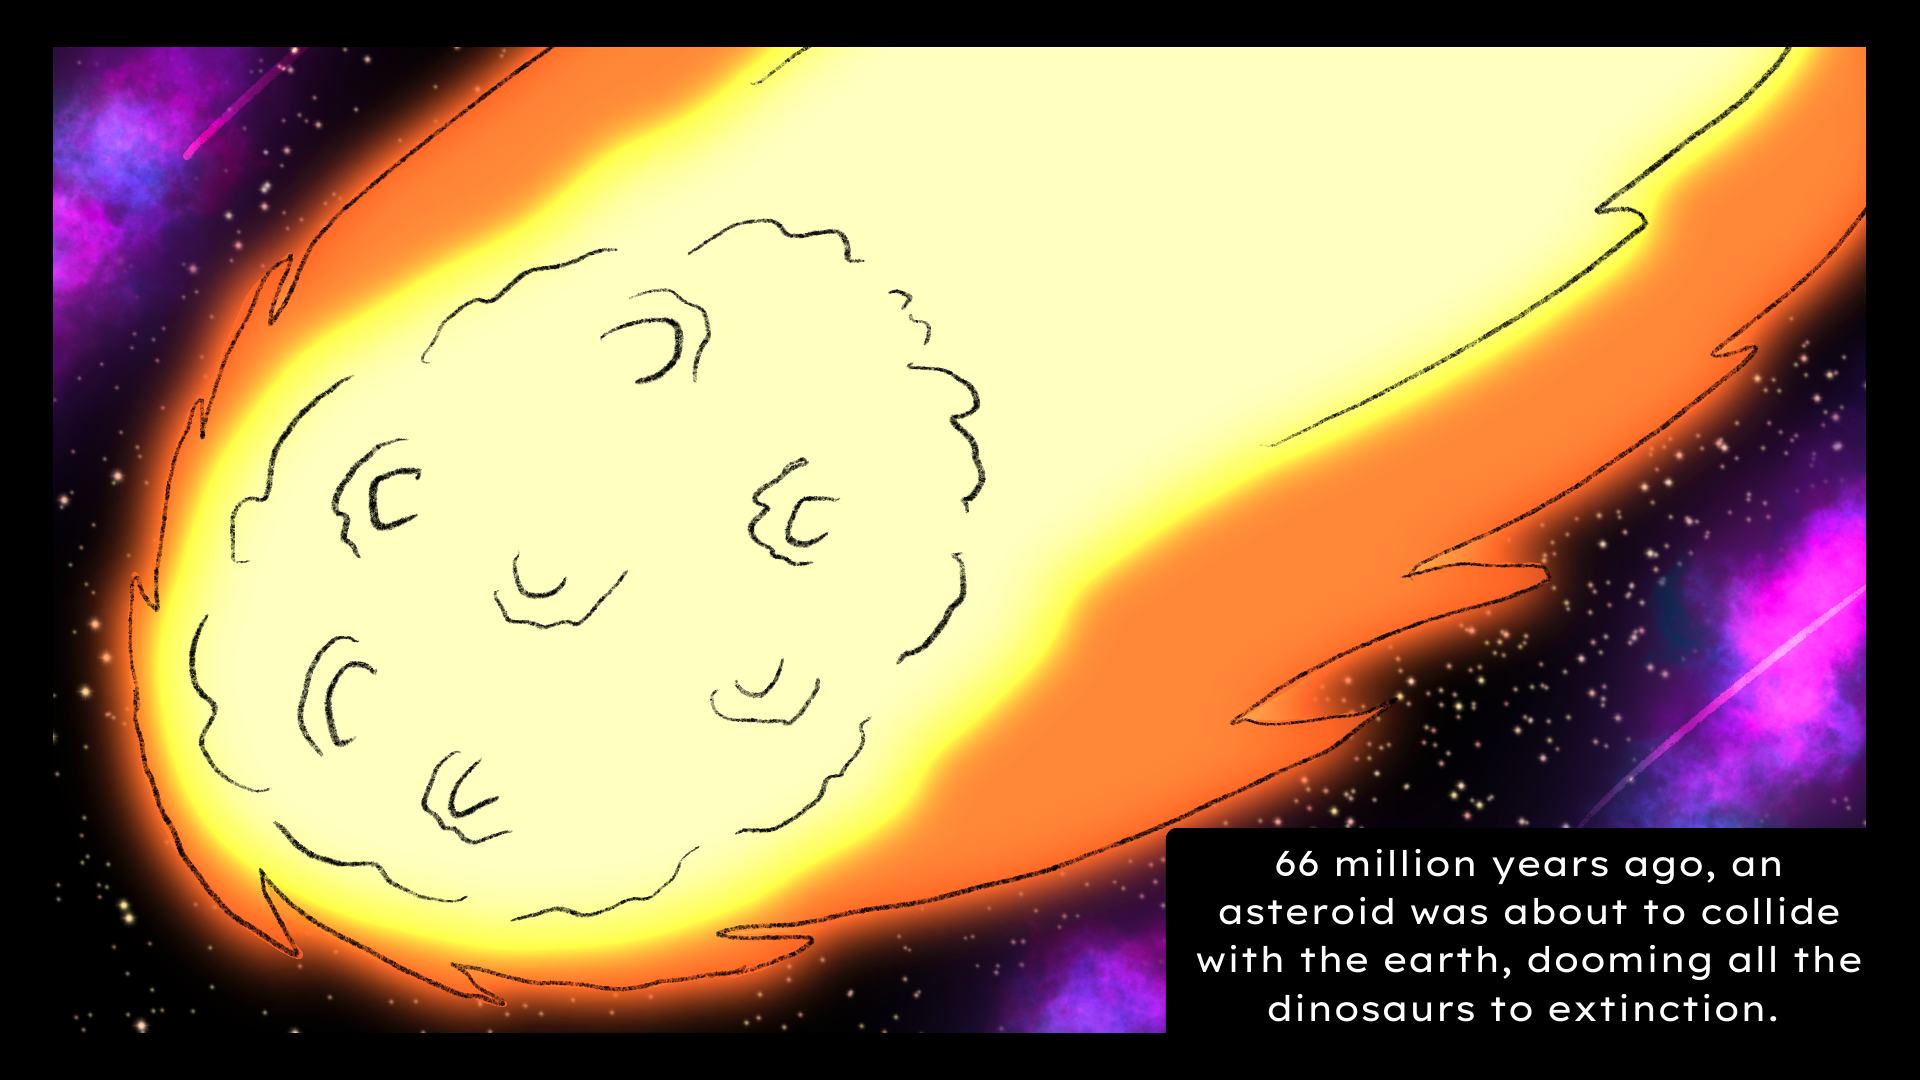 66 million years ago, an
asteroid was about to collide
with the earth, dooming all the
dinosaurs to extinction.